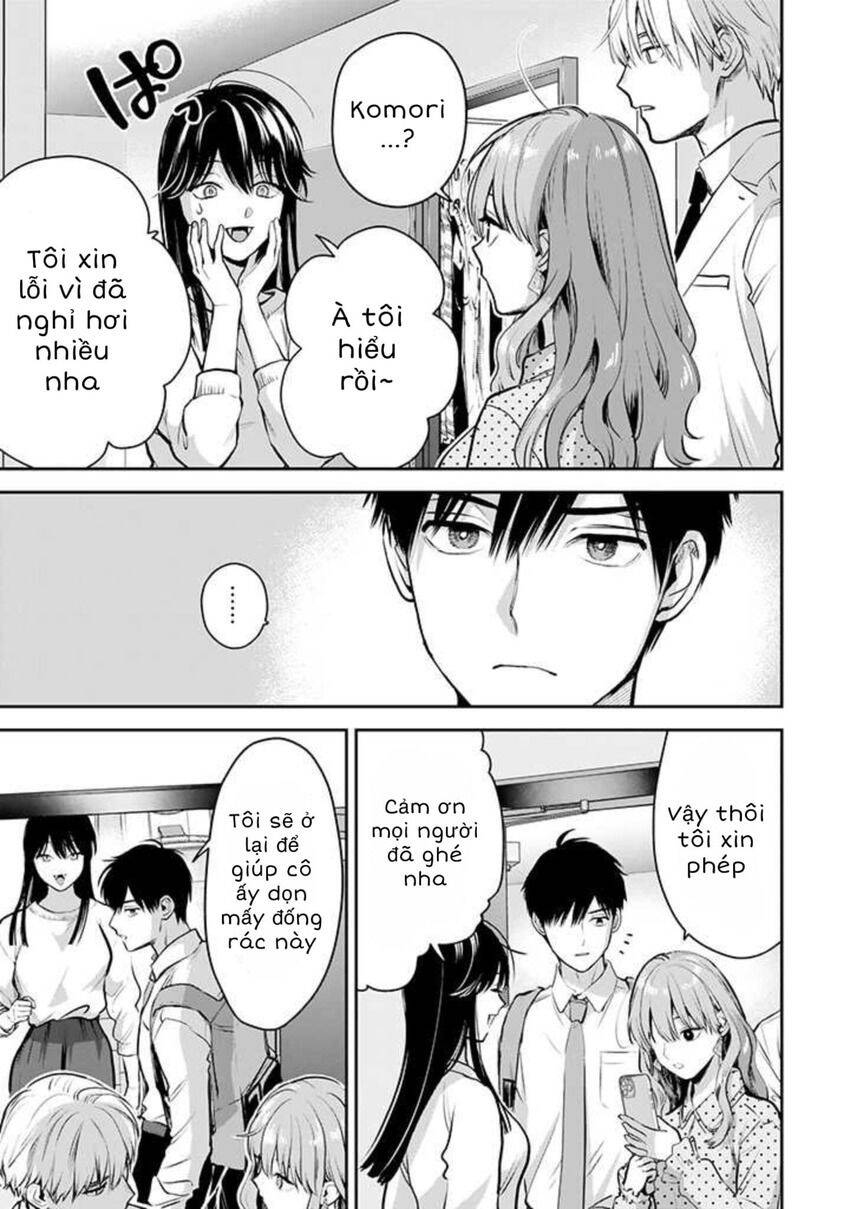 ぱっ
Komori
...?
À tôi
hiểu
rồi~
Tôi xin
lỗi vì đã
nghỉ hơi
nhiều
nha
......
Vậy thôi
tôi xin
phép
Cảm ơn
mọi người
đã ghé
nha
Tôi sẽ ở
lại để
giúp cô
ấy dọn
mấy đống
rác này